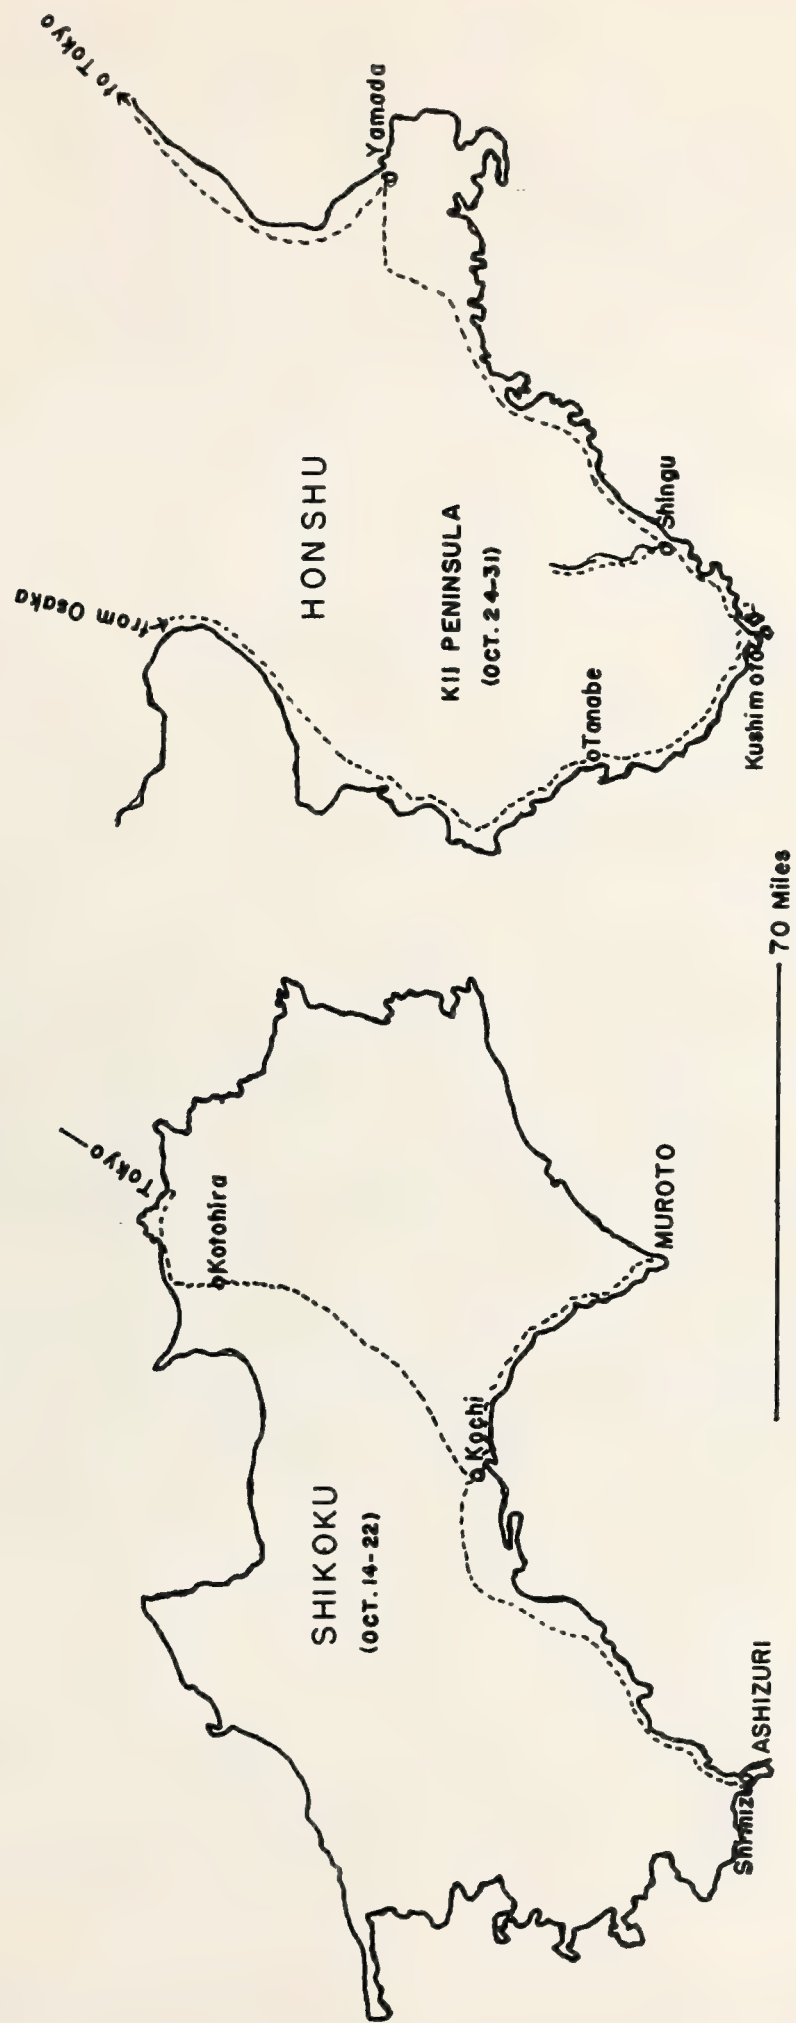 Tokyo
Kotohira
SHIKOKU
(OCT. 14-22)
Kochi
MUROTO
Shimizu
ASHIZURI
70 Miles
from Osaka
to Tokyo
Yamada
HONSHU
KII PENINSULA
(OCT. 24-31)
Shingu
Tanabe
Kushimoto